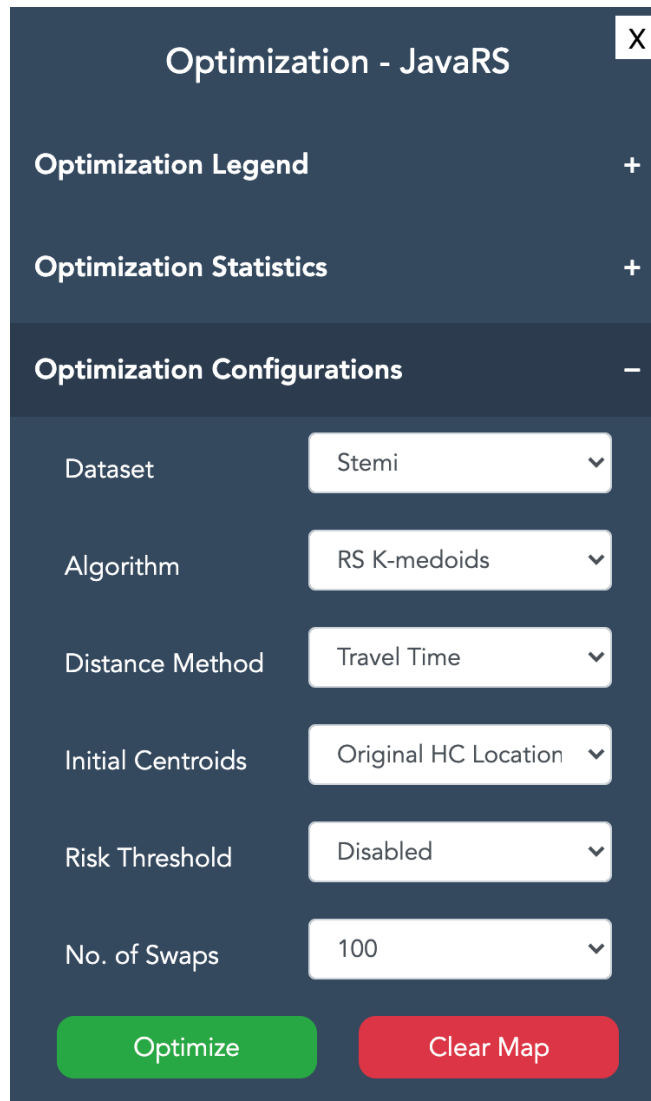 X
Optimization - JavaRS
Optimization Legend +
Optimization Statistics +
Optimization Configurations −
Dataset Stemi
Algorithm RS K-medoids
Distance Method Travel Time
Initial Centroids Original HC Location
Risk Threshold Disabled
No. of Swaps 100
Optimize Clear Map